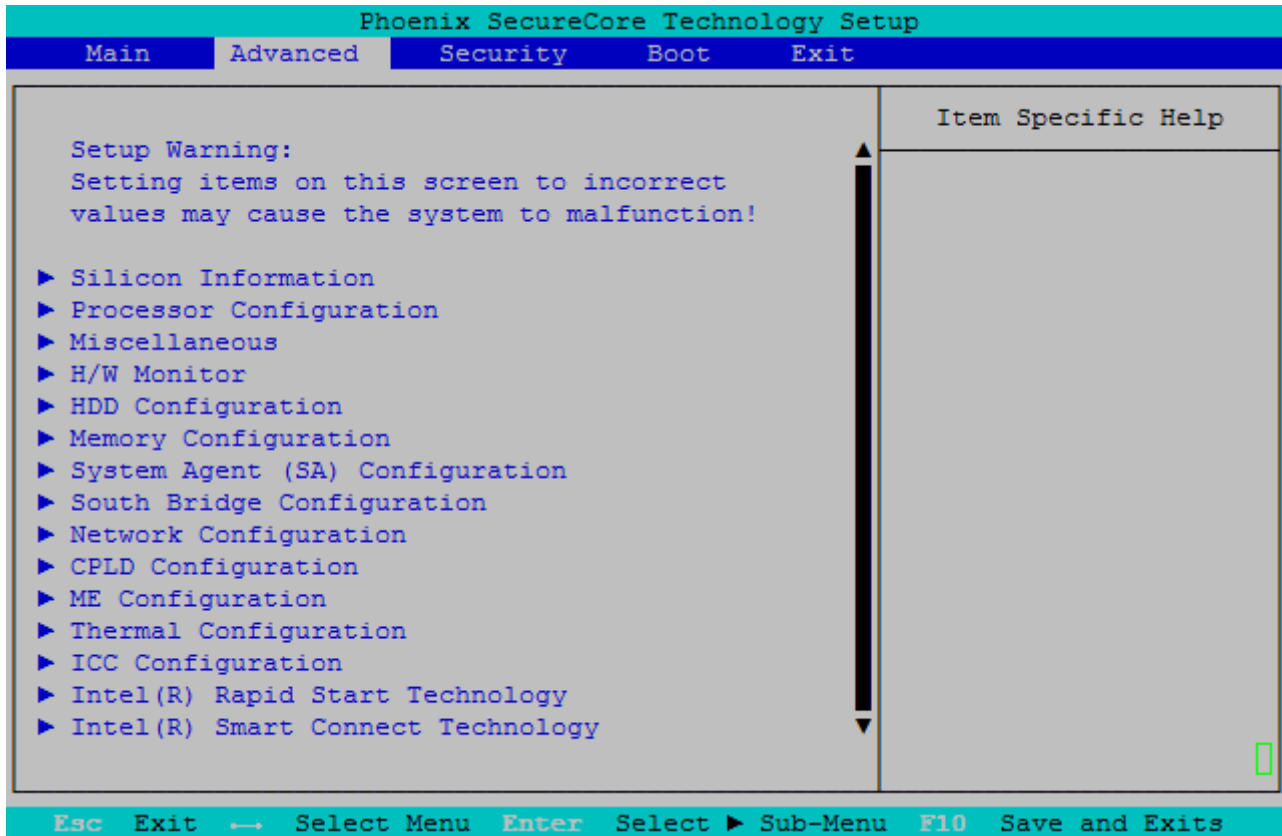 Phoenix SecureCore Technology Setup
Main Advanced Security Boot Exit
Item Specific Help
Setup Warning:
Setting items on this screen to incorrect
values may cause the system to malfunction!
► Silicon Information
► Processor Configuration
► Miscellaneous
► H/W Monitor
► HDD Configuration
► Memory Configuration
► System Agent (SA) Configuration
► South Bridge Configuration
► Network Configuration
► CPLD Configuration
► ME Configuration
► Thermal Configuration
► ICC Configuration
► Intel(R) Rapid Start Technology
► Intel(R) Smart Connect Technology
Esc Exit ↔ Select Menu Enter Select ► Sub-Menu F10 Save and Exits